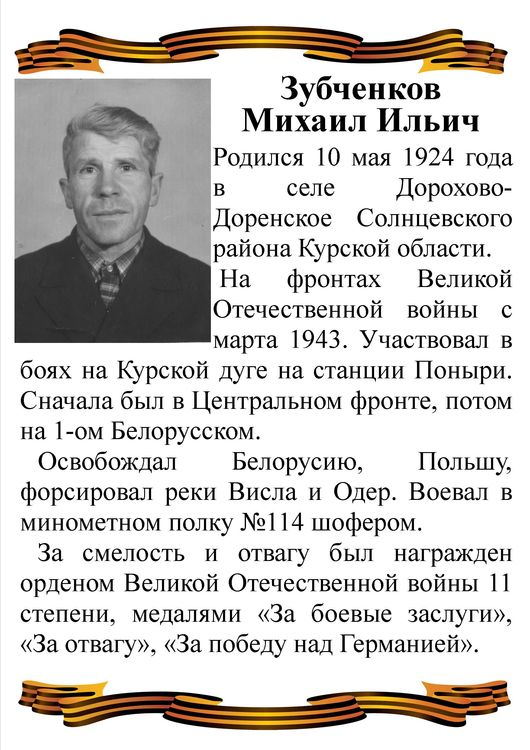 Зубченков
Михаил Ильич
Родился 10 мая 1924 года
в селе Дорохово-
Доренское Солнцевского
района Курской области.
На фронтах Великой
Отечественной войны с
марта 1943. Участвовал в
боях на Курской дуге на станции Поныри.
Сначала был в Центральном фронте, потом
на 1-ом Белорусском.
Освобождал Белорусию, Польшу,
форсировал реки Висла и Одер. Воевал в
минометном полку №114 шофером.
За смелость и отвагу был награжден
орденом Великой Отечественной войны 11
степени, медалями «За боевые заслуги»,
«За отвагу», «За победу над Германией».